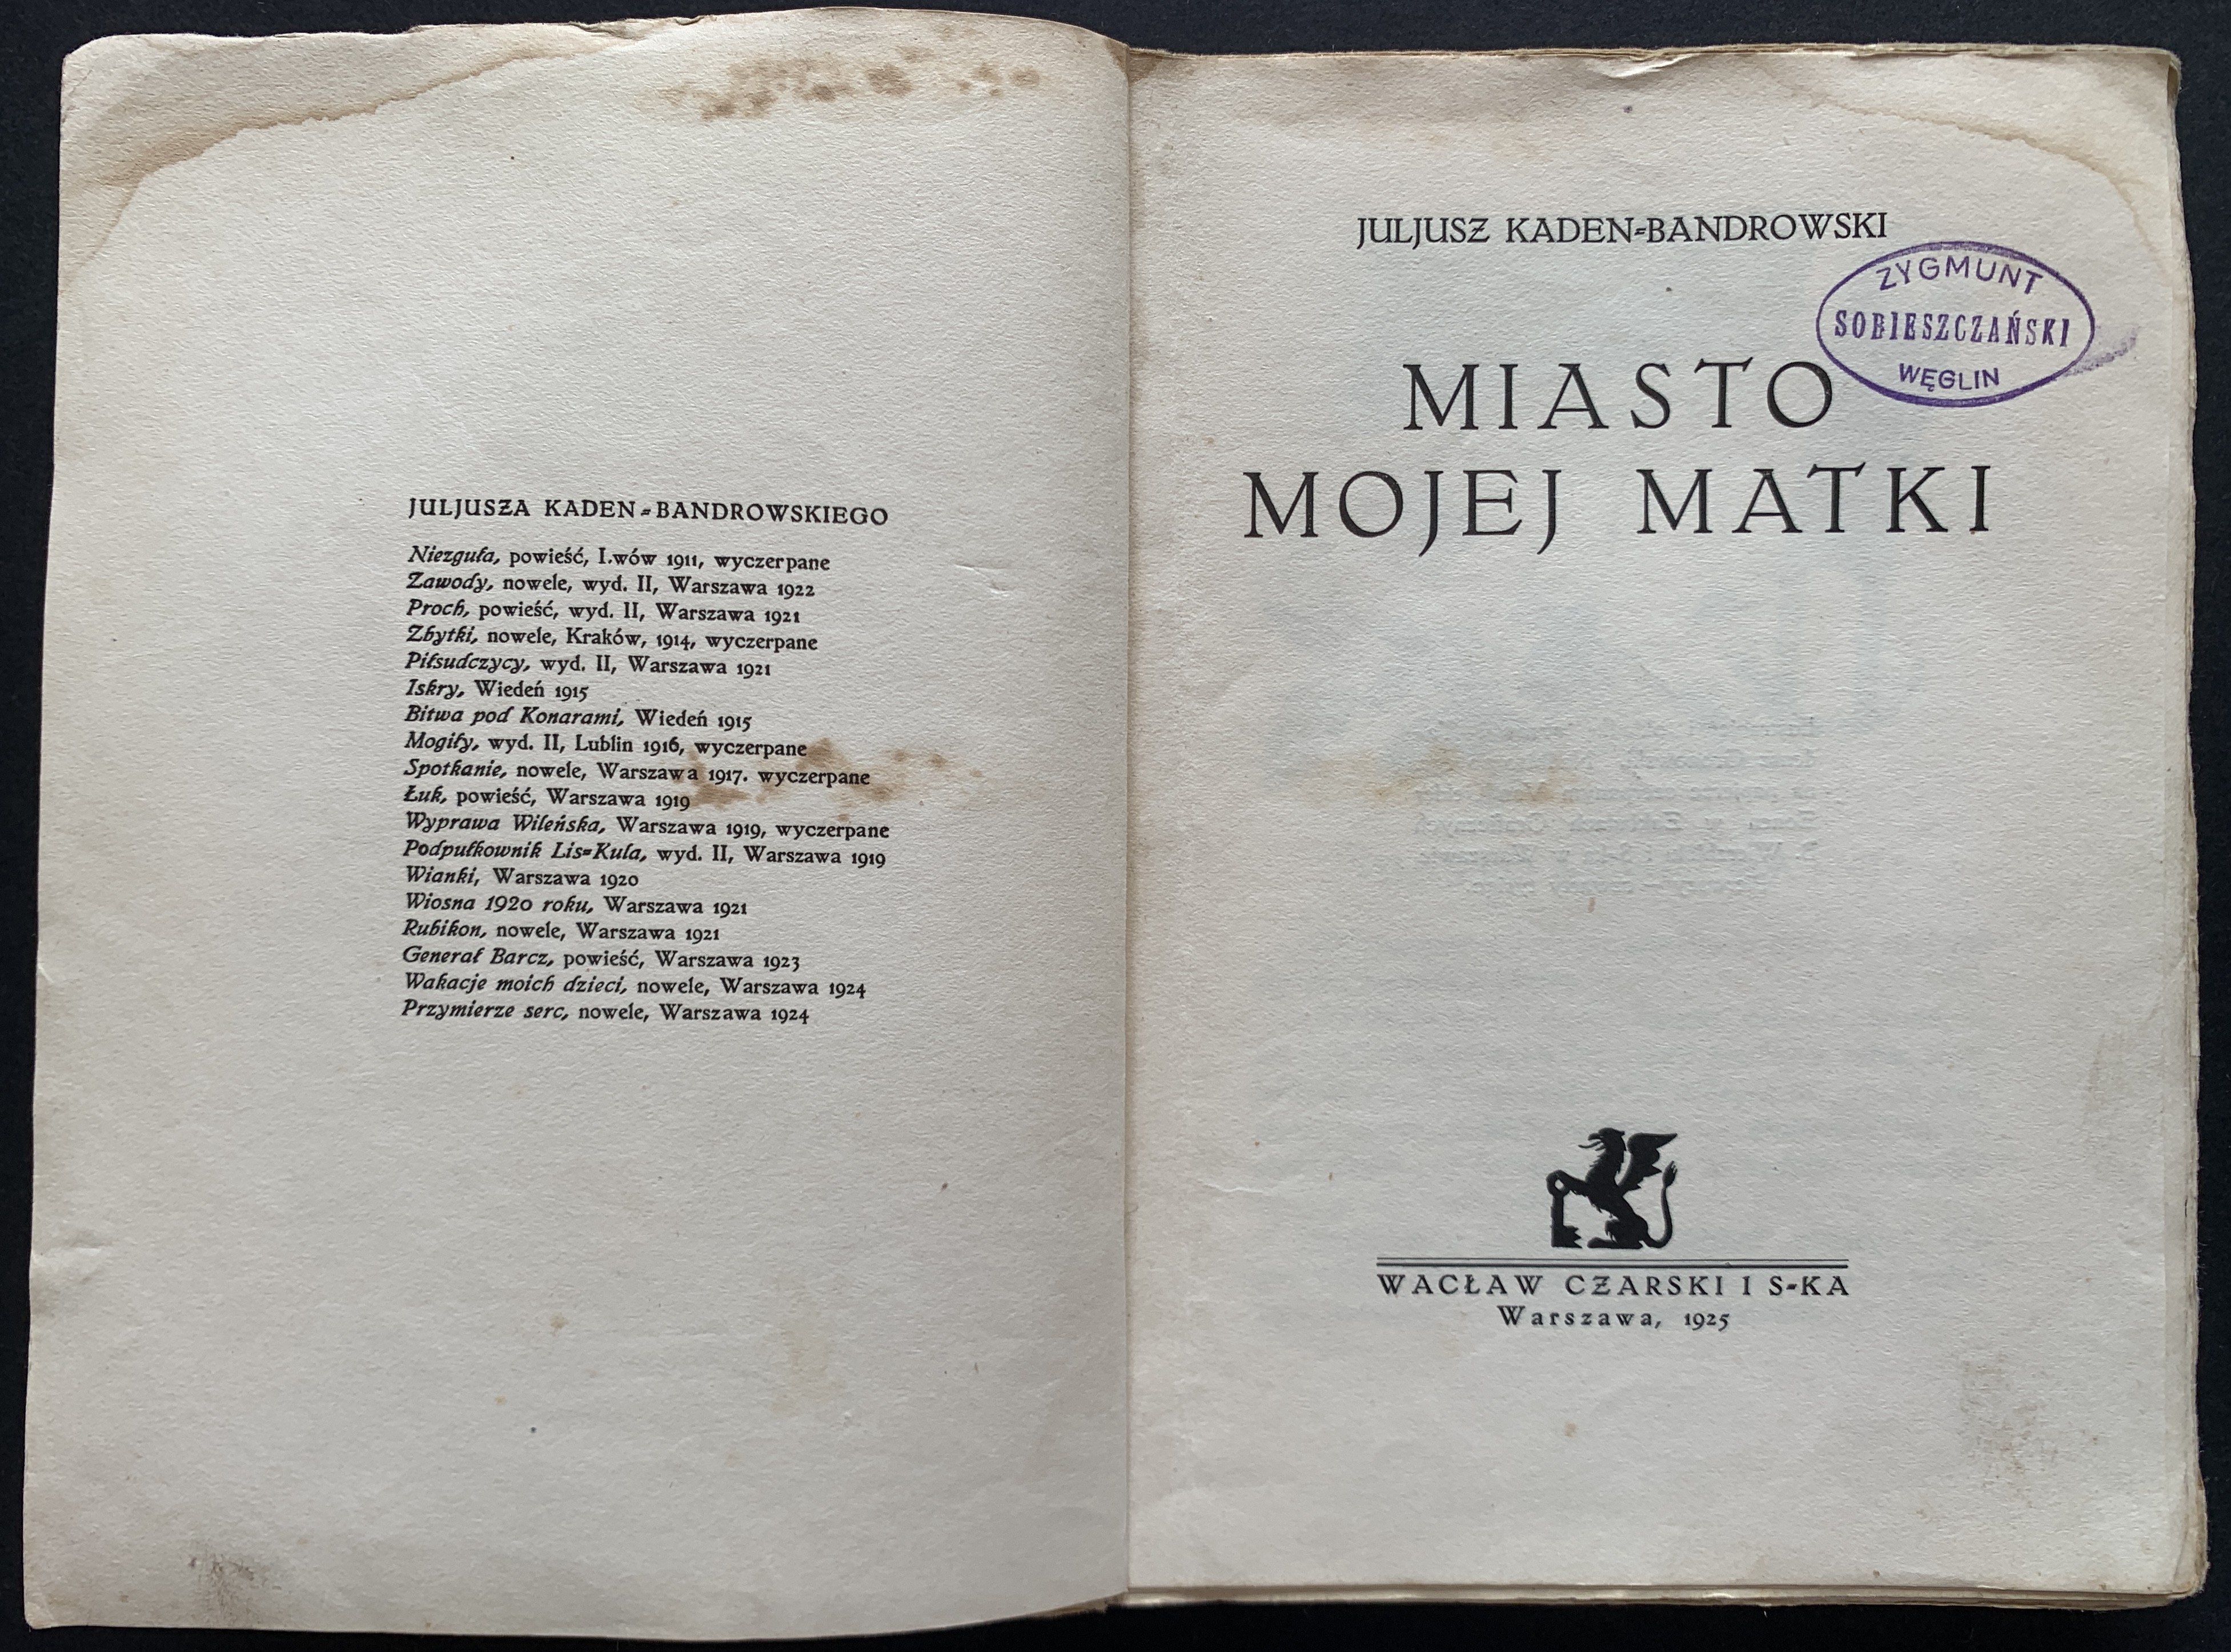 JULJUSZA KADEN-BANDROWSKIEGO
Niezguła, powieść, Lwów 1911, wyczerpane
Zawody, nowele, wyd. II, Warszawa 1922
Proch, powieść, wyd. II, Warszawa 1921
Zbytki, nowele, Kraków, 1914, wyczerpane
Piłsudczycy, wyd. II, Warszawa 1921
Iskry, Wiedeń 1915
Bitwa pod Konarami, Wiedeń 1915
Mogiły, wyd. II, Lublin 1916, wyczerpane
Spotkanie, nowele, Warszawa 1917. wyczerpane
Łuk, powieść, Warszawa 1919
Wyprawa Wileńska, Warszawa 1919, wyczerpane
Podpułkownik Lis-Kula, wyd. II, Warszawa 1919
Wianki, Warszawa 1920
Wiosna 1920 roku, Warszawa 1921
Rubikon, nowele, Warszawa 1921
Generał Barcz, powieść, Warszawa 1923
Wakacje moich dzieci, nowele, Warszawa 1924
Przymierze serc, nowele, Warszawa 1924
JULJUSZ KADEN-BANDROWSKI
ZYGMUNT
SOBIESZCZAŃSKI
WĘGLIN
MIASTO
MOJEJ MATKI
WACŁAW CZARSKI I S-KA
Warszawa, 1925